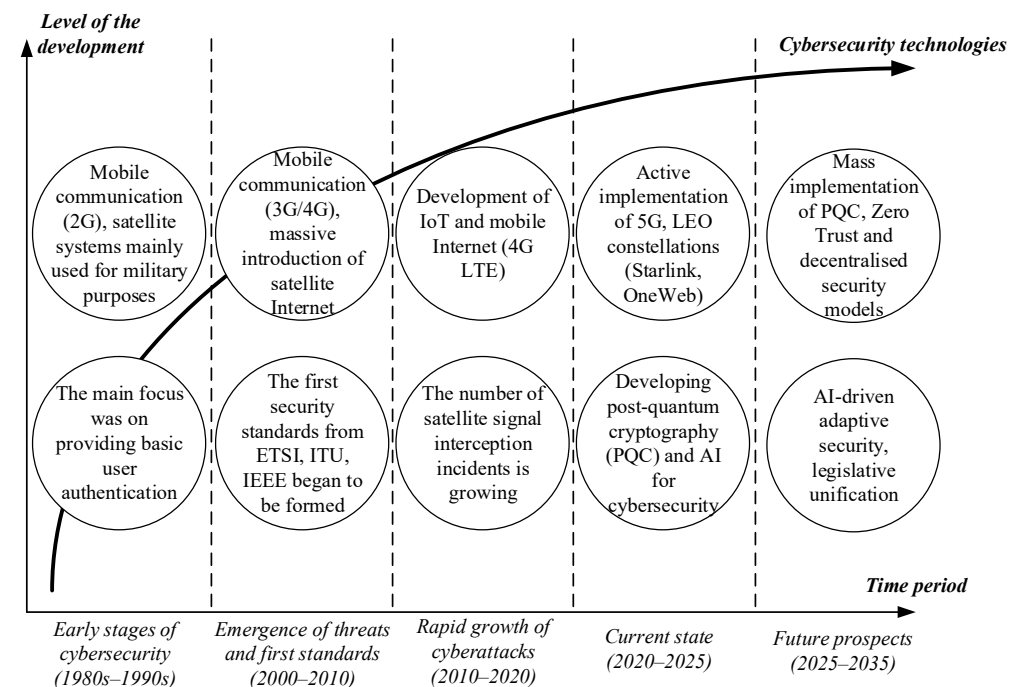 Level of the
development
Cybersecurity technologies
Mobile
communication
(2G), satellite
systems mainly
used for military
purposes
Mobile
communication
(3G/4G),
massive
introduction of
satellite
Internet
Development of
IoT and mobile
Internet (4G
LTE)
Active
implementation
of 5G, LEO
constellations
(Starlink,
OneWeb)
Mass
implementation
of PQC, Zero
Trust and
decentralised
security
models
The main focus
was on
providing basic
user
authentication
The first
security
standards from
ETSI, ITU,
IEEE began to
be formed
The number of
satellite signal
interception
incidents is
growing
Developing
post-quantum
cryptography
(PQC) and AI
for
cybersecurity
AI-driven
adaptive
security,
legislative
unification
Time period
Early stages of
cybersecurity
(1980s–1990s)
Emergence of threats
and first standards
(2000–2010)
Rapid growth of
cyberattacks
(2010–2020)
Current state
(2020–2025)
Future prospects
(2025–2035)